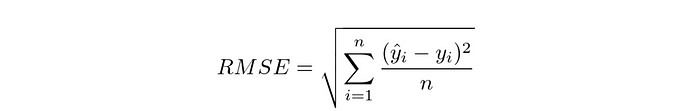 $RMSE = \sqrt{\sum_{i=1}^{n} \frac{(\hat{y}_i - y_i)^2}{n}}$